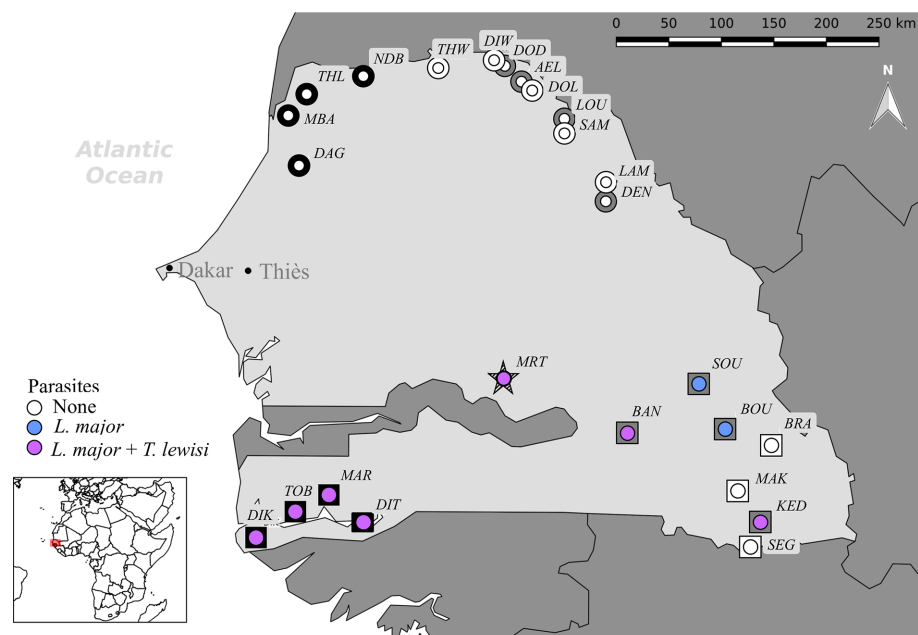 0 50 100 150 200 250 km
N
DIW
THW
DOD
NDB
AEL
THL
DOL
LOU
MBA
SAM
Atlantic
Ocean
DAG
LAM
DEN
Dakar
Thiès
MRT
SOU
Parasites
None
L. major
L. major + T. lewisi
BAN
BOU
BRA
MAR
MAK
TOB
DIT
KED
DIK
SEG